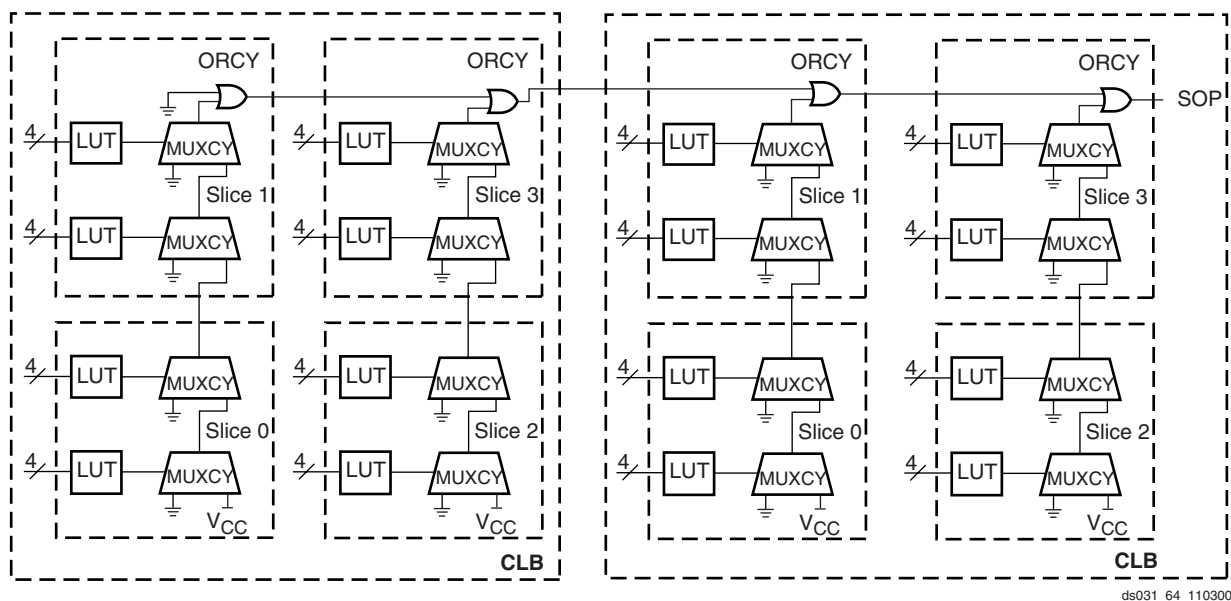 ORCY ORCY ORCY ORCY
SOP
4 LUT MUXCY 4 LUT MUXCY 4 LUT MUXCY 4 LUT MUXCY
Slice 1 Slice 3 Slice 1 Slice 3
4 LUT MUXCY 4 LUT MUXCY 4 LUT MUXCY 4 LUT MUXCY
4 LUT MUXCY 4 LUT MUXCY 4 LUT MUXCY 4 LUT MUXCY
Slice 0 Slice 2 Slice 0 Slice 2
4 LUT MUXCY 4 LUT MUXCY 4 LUT MUXCY 4 LUT MUXCY
VCC VCC VCC VCC
CLB CLB
ds031_64_110300